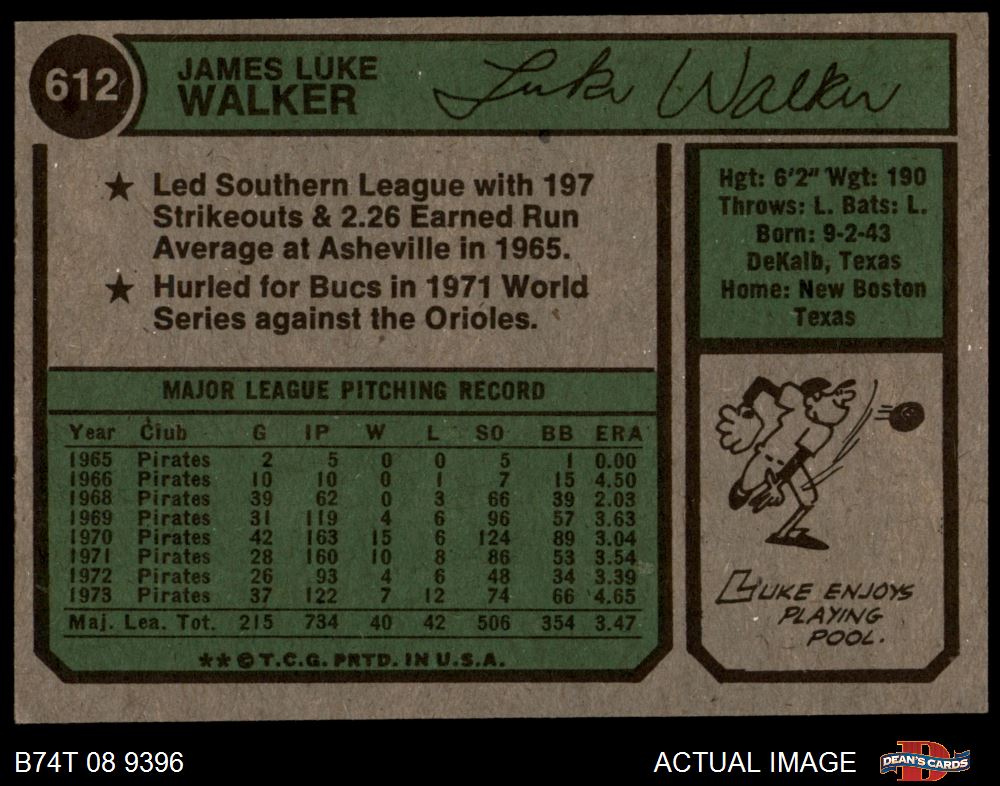 612
JAMES LUKE
WALKER
Luke Walker
★ Led Southern League with 197
Strikeouts & 2.26 Earned Run
Average at Asheville in 1965.
★ Hurled for Bucs in 1971 World
Series against the Orioles.
Hgt: 6'2" Wgt: 190
Throws: L. Bats: L.
Born: 9-2-43
DeKalb, Texas
Home: New Boston
Texas
MAJOR LEAGUE PITCHING RECORD
Year Club G IP W L SO BB ERA
1965 Pirates 2 5 0 0 5 1 0.00
1966 Pirates 10 10 0 1 7 15 4.50
1968 Pirates 39 62 0 3 66 39 2.03
1969 Pirates 31 119 4 6 96 57 3.63
1970 Pirates 42 163 15 6 124 89 3.04
1971 Pirates 28 160 10 8 86 53 3.54
1972 Pirates 26 93 4 6 48 34 3.39
1973 Pirates 37 122 7 12 74 66 4.65
Maj. Lea. Tot. 215 734 40 42 506 354 3.47
**© T.C.G. PRTD. IN U.S.A.
LUKE ENJOYS
PLAYING
POOL.
B74T 08 9396
ACTUAL IMAGE
DEAN'S CARDS